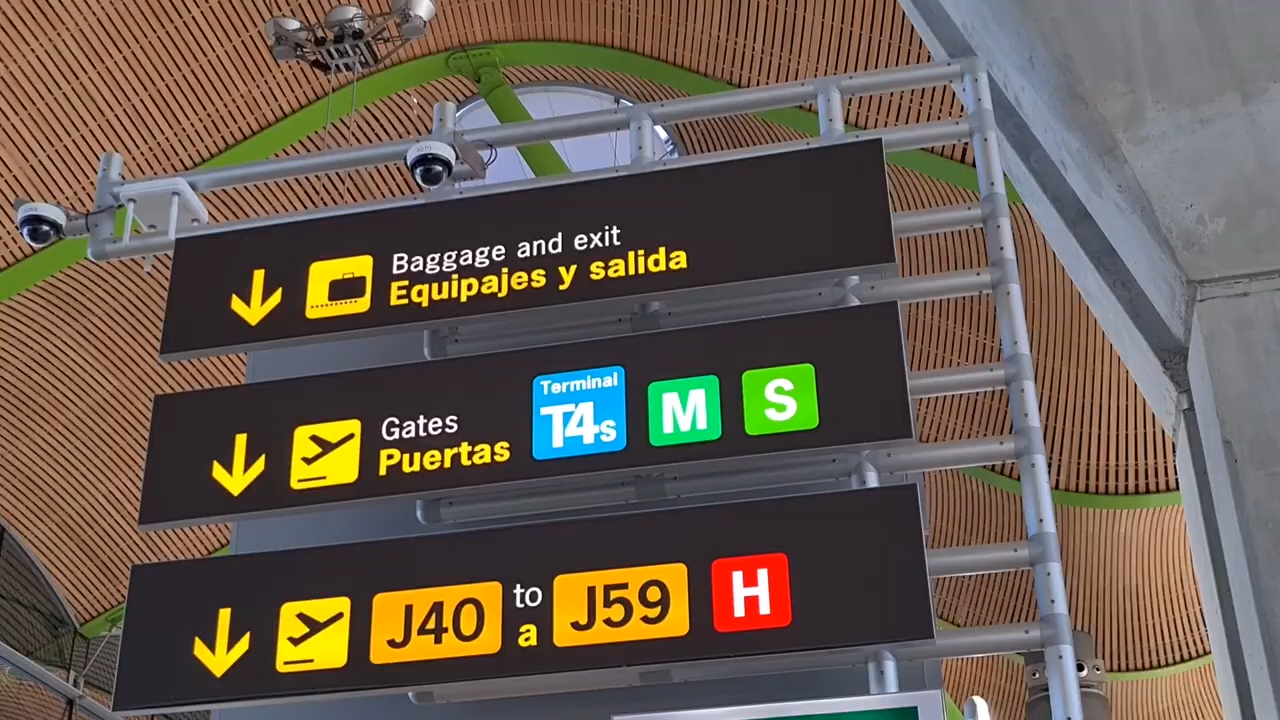 Baggage and exit
Equipajes y salida
Gates
Puertas
Terminal
T4s
M
S
J40 to J59 H
a